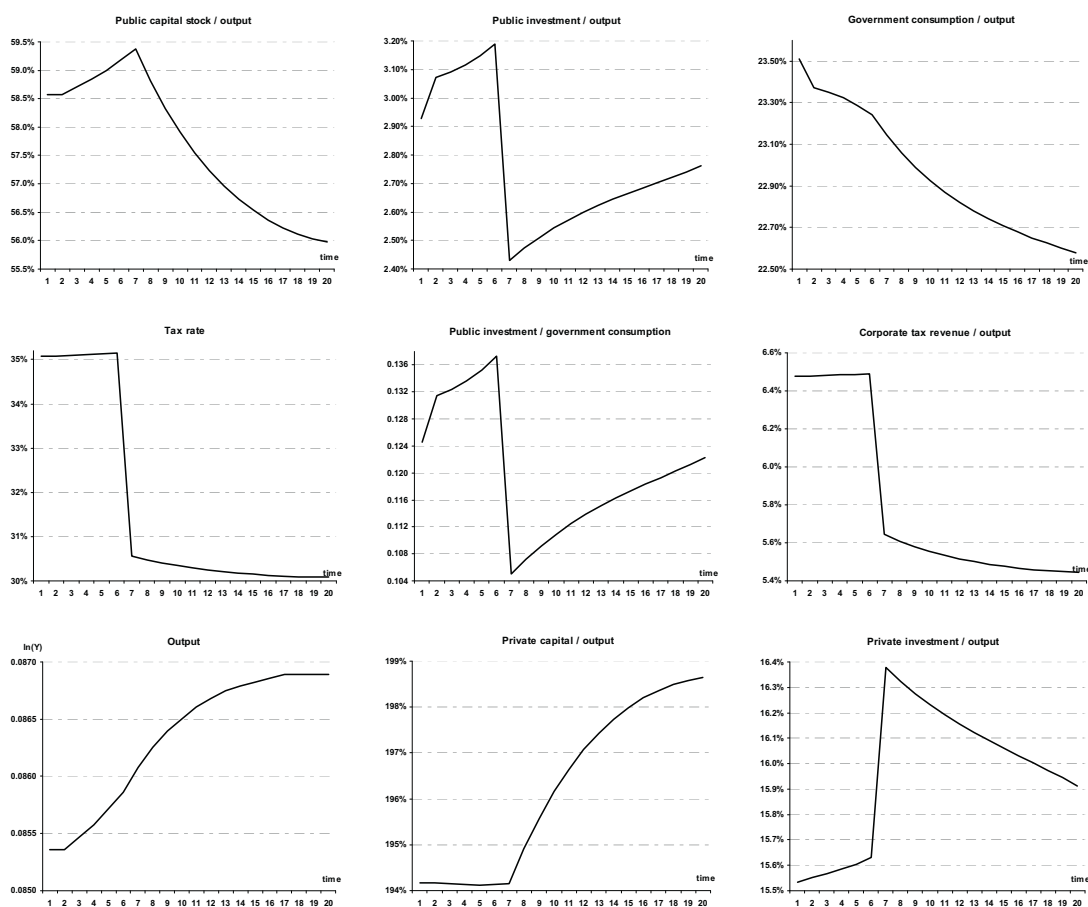 Public capital stock / output
59.5%
59.0%
58.5%
58.0%
57.5%
57.0%
56.5%
56.0%
55.5%
time
1 2 3 4 5 6 7 8 9 10 11 12 13 14 15 16 17 18 19 20
Public investment / output
3.20%
3.10%
3.00%
2.90%
2.80%
2.70%
2.60%
2.50%
2.40%
time
1 2 3 4 5 6 7 8 9 10 11 12 13 14 15 16 17 18 19 20
Government consumption / output
23.50%
23.30%
23.10%
22.90%
22.70%
22.50%
time
1 2 3 4 5 6 7 8 9 10 11 12 13 14 15 16 17 18 19 20
Tax rate
35%
34%
33%
32%
31%
30%
time
1 2 3 4 5 6 7 8 9 10 11 12 13 14 15 16 17 18 19 20
Public investment / government consumption
0.136
0.132
0.128
0.124
0.120
0.116
0.112
0.108
0.104
time
1 2 3 4 5 6 7 8 9 10 11 12 13 14 15 16 17 18 19 20
Corporate tax revenue / output
6.6%
6.4%
6.2%
6.0%
5.8%
5.6%
5.4%
time
1 2 3 4 5 6 7 8 9 10 11 12 13 14 15 16 17 18 19 20
Output
ln(Y)
0.0870
0.0865
0.0860
0.0855
0.0850
time
1 2 3 4 5 6 7 8 9 10 11 12 13 14 15 16 17 18 19 20
Private capital / output
199%
198%
197%
196%
195%
194%
time
1 2 3 4 5 6 7 8 9 10 11 12 13 14 15 16 17 18 19 20
Private investment / output
16.4%
16.3%
16.2%
16.1%
16.0%
15.9%
15.8%
15.7%
15.6%
15.5%
time
1 2 3 4 5 6 7 8 9 10 11 12 13 14 15 16 17 18 19 20